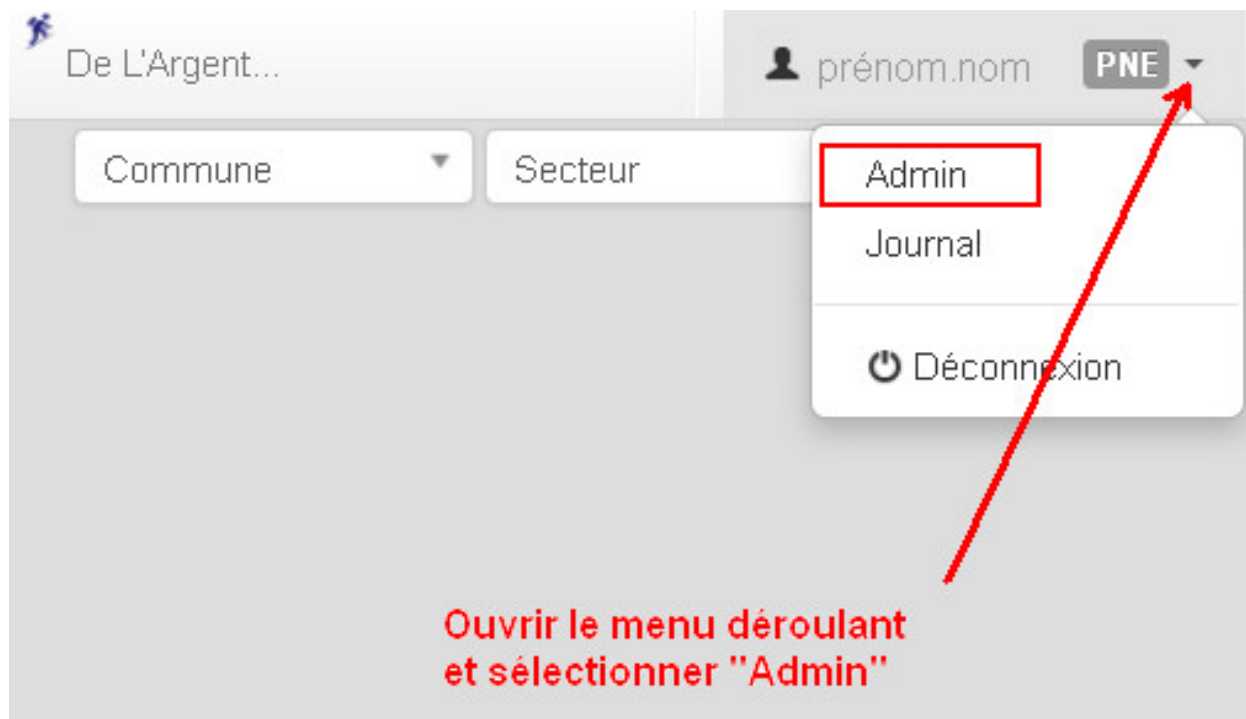 De L'Argent...
prénom.nom PNE
Commune Secteur
Admin
Journal
Déconnexion
Ouvrir le menu déroulant
et sélectionner "Admin"